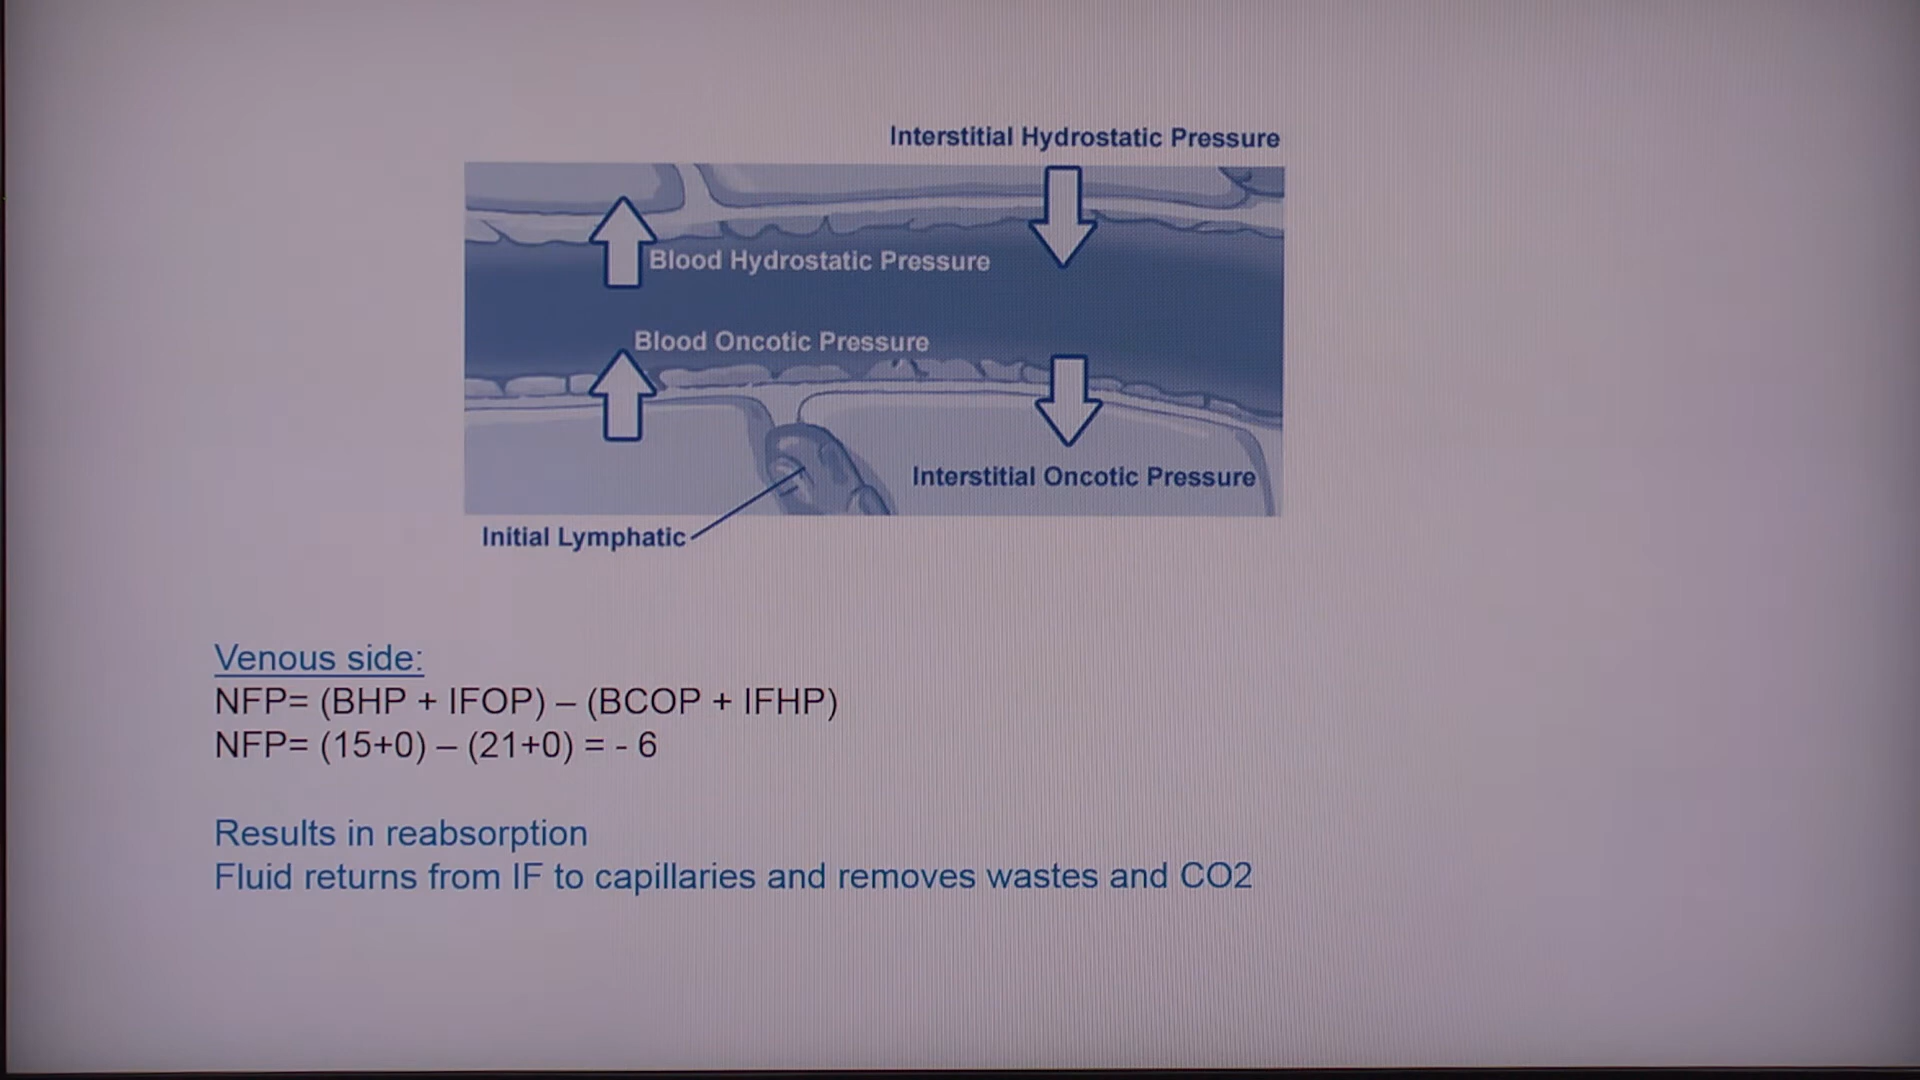 Interstitial Hydrostatic Pressure
Blood Hydrostatic Pressure
Blood Oncotic Pressure
Interstitial Oncotic Pressure
Initial Lymphatic
Venous side:
NFP= (BHP + IFOP) – (BCOP + IFHP)
NFP= (15+0) – (21+0) = - 6
Results in reabsorption
Fluid returns from IF to capillaries and removes wastes and CO2